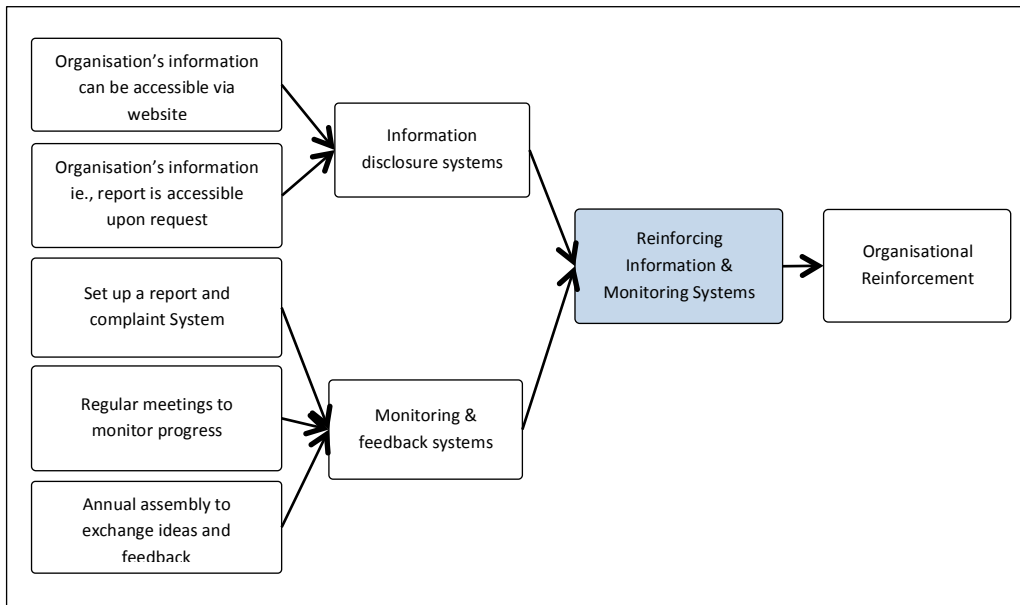 Organisation’s information
can be accessible via
website
Organisation’s information
ie., report is accessible
upon request
Set up a report and
complaint System
Regular meetings to
monitor progress
Annual assembly to
exchange ideas and
feedback
Information
disclosure systems
Monitoring &
feedback systems
Reinforcing
Information &
Monitoring Systems
Organisational
Reinforcement